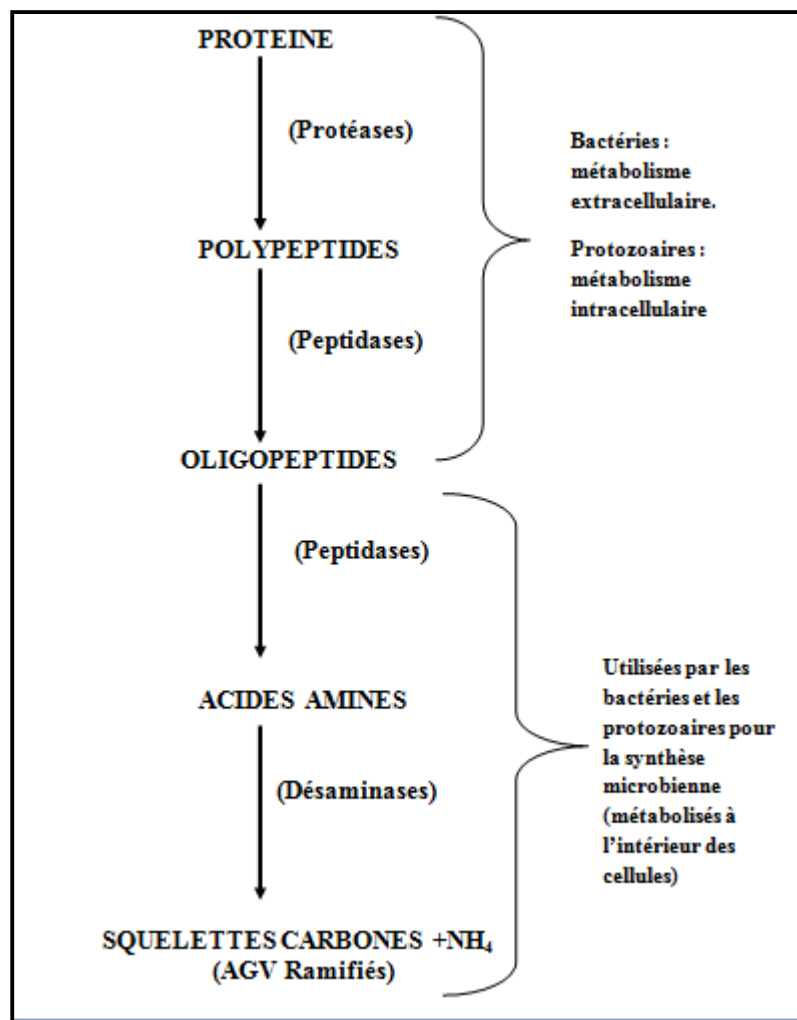 PROTEINE
(Protéases)
POLYPEPTIDES
(Peptidases)
OLIGOPEPTIDES
Bactéries :
métabolisme
extracellulaire.
Protozoaires :
métabolisme
intracellulaire
(Peptidases)
ACIDES AMINES
(Désaminases)
SQUELETTES CARBONES +NH₄
(AGV Ramifiés)
Utilisées par les
bactéries et les
protozoaires pour
la synthèse
microbienne
(métabolisés à
l’intérieur des
cellules)